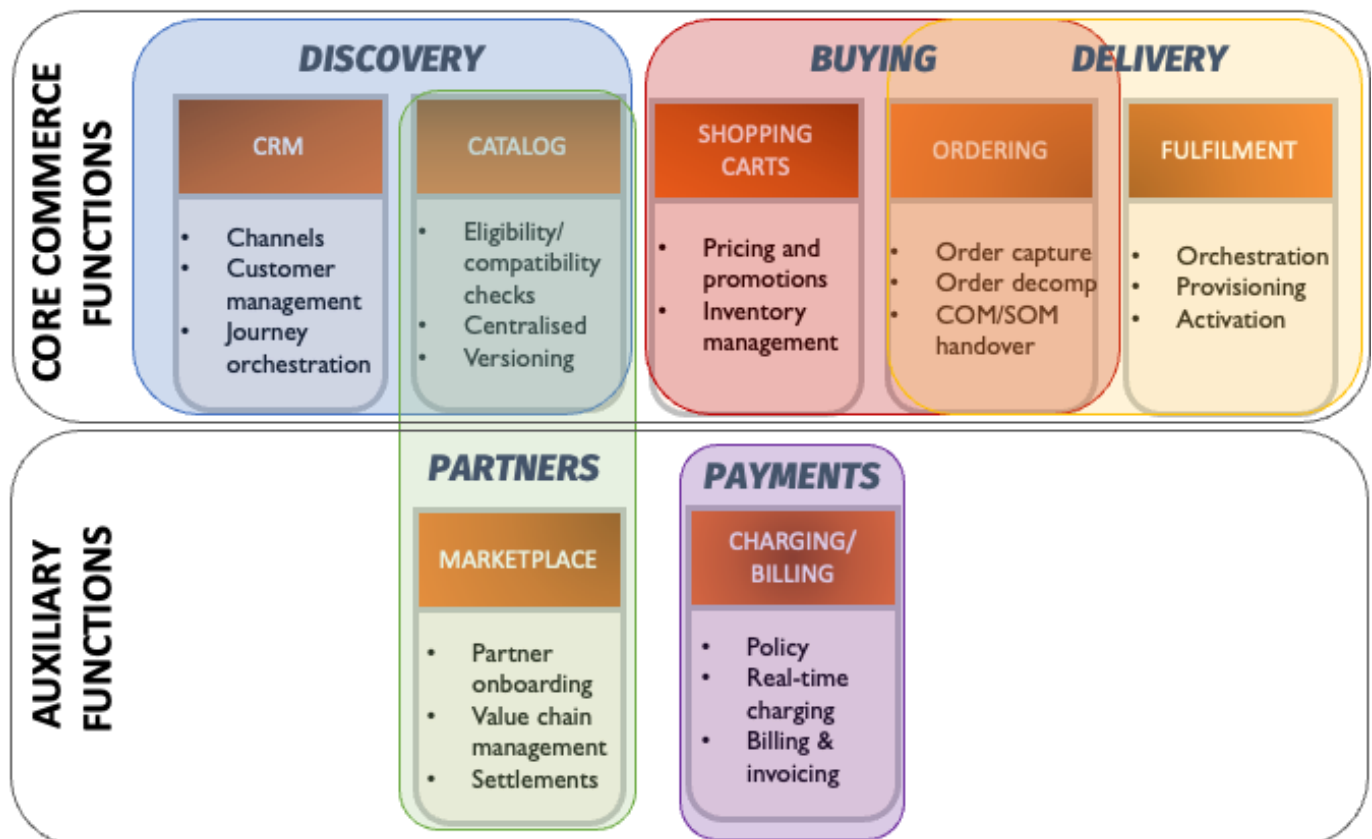 CORE COMMERCE
FUNCTIONS
DISCOVERY
BUYING
DELIVERY
CRM
• Channels
• Customer
management
• Journey
orchestration
CATALOG
• Eligibility/
compatibility
checks
• Centralised
• Versioning
SHOPPING
CARTS
• Pricing and
promotions
• Inventory
management
ORDERING
• Order capture
• Order decomp
• COM/SOM
handover
FULFILMENT
• Orchestration
• Provisioning
• Activation
AUXILIARY
FUNCTIONS
PARTNERS
MARKETPLACE
• Partner
onboarding
• Value chain
management
• Settlements
PAYMENTS
CHARGING/
BILLING
• Policy
• Real-time
charging
• Billing &
invoicing